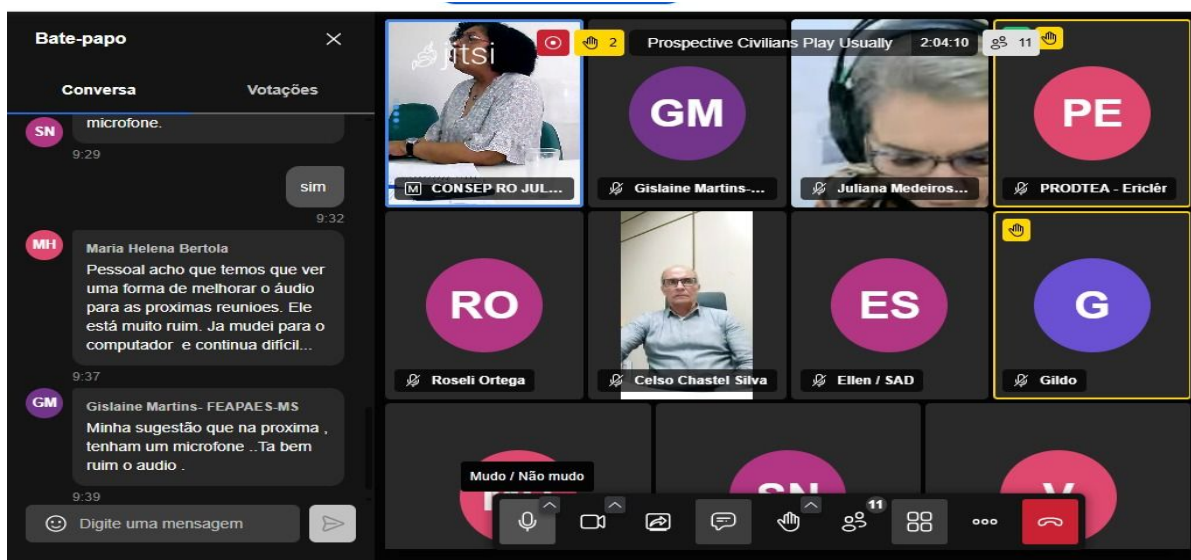 Bate-papo
Conversa
Votações
SN
microfone.
9:29
sim
9:32
MH
Maria Helena Bertola
Pessoal acho que temos que ver
uma forma de melhorar o áudio
para as proximas reunioes. Ele
está muito ruim. Ja mudei para o
computador e continua difícil...
9:37
GM
Gislaine Martins- FEAPAES-MS
Minha sugestão que na proxima ,
tenham um microfone ..Ta bem
ruim o audio .
9:39
Digite uma mensagem
jitsi
2
Prospective Civilians Play Usually
2:04:10
11
M CONSEP RO JUL...
GM
Gislaine Martins-...
Juliana Medeiros...
PE
PRODTEA - Ericlér
RO
Roseli Ortega
Celso Chastel Silva
ES
Ellen / SAD
G
Gildo
Mudo / Não mudo
SN
V
11